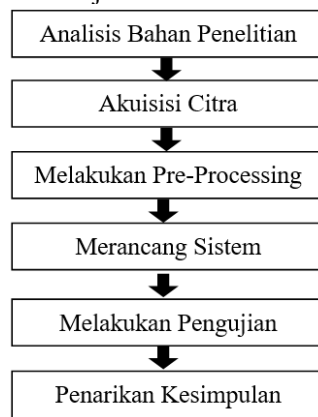 Analisis Bahan Penelitian
Akuisisi Citra
Melakukan Pre-Processing
Merancang Sistem
Melakukan Pengujian
Penarikan Kesimpulan